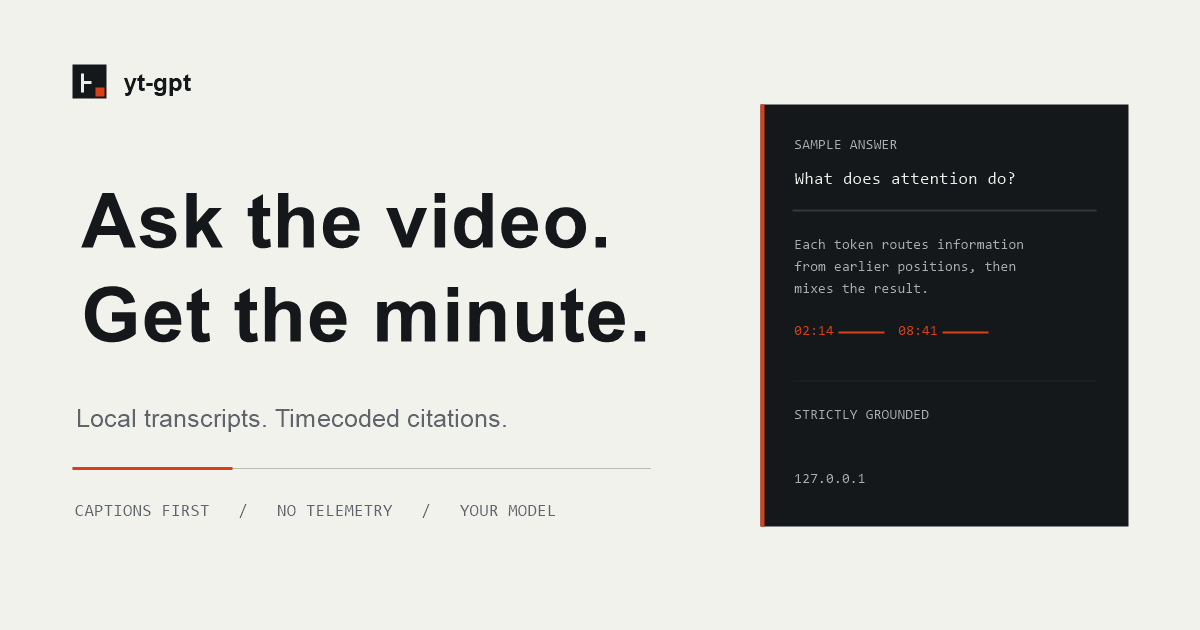 yt-gpt
Ask the video.
Get the minute.
Local transcripts. Timecoded citations.
CAPTIONS FIRST / NO TELEMETRY / YOUR MODEL
SAMPLE ANSWER
What does attention do?
Each token routes information
from earlier positions, then
mixes the result.
02:14 08:41
STRICTLY GROUNDED
127.0.0.1